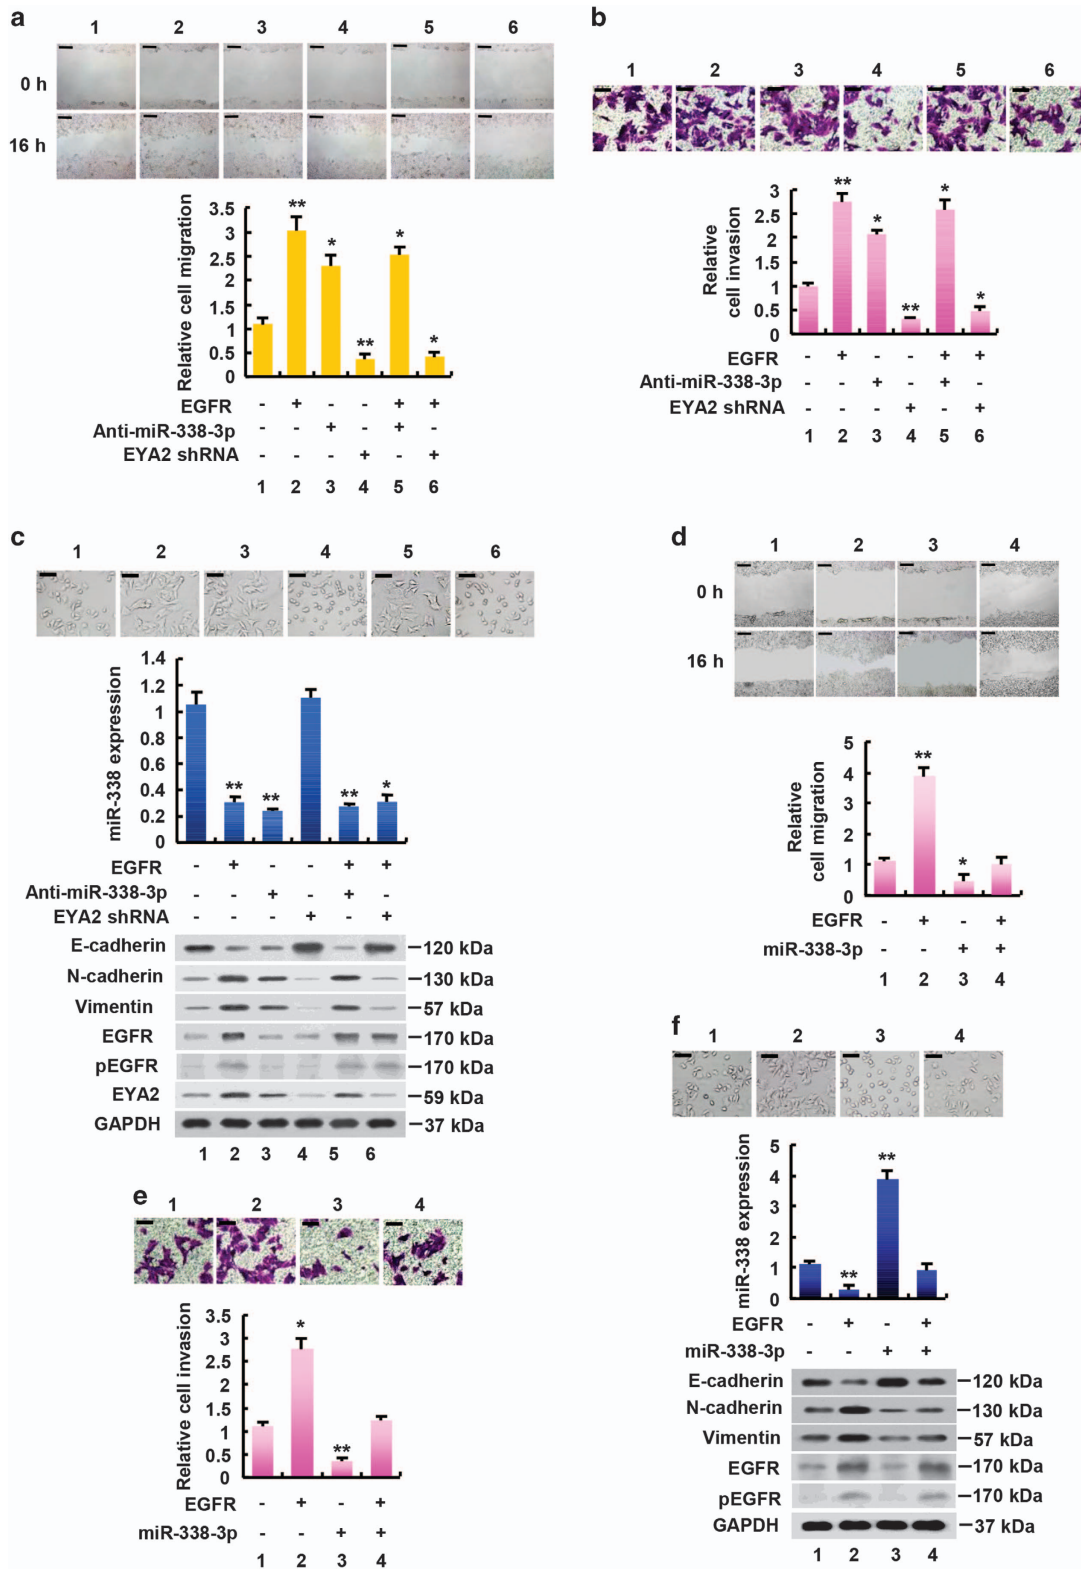 a
1 2 3 4 5 6
0 h
16 h
Relative cell migration
3.5
3
2.5
2
1.5
1
0.5
0
** * ** * *
EGFR - + - - + +
Anti-miR-338-3p - - + - + -
EYA2 shRNA - - - + - +
1 2 3 4 5 6
b
1 2 3 4 5 6
Relative
cell invasion
3
2.5
2
1.5
1
0.5
0
** * ** * *
EGFR - + - - + +
Anti-miR-338-3p - - + - + -
EYA2 shRNA - - - + - +
1 2 3 4 5 6
c
1 2 3 4 5 6
miR-338 expression
1.4
1.2
1
0.8
0.6
0.4
0.2
0
** ** ** *
EGFR - + - - + +
Anti-miR-338-3p - - + - + -
EYA2 shRNA - - - + - +
E-cadherin 120 kDa
N-cadherin 130 kDa
Vimentin 57 kDa
EGFR 170 kDa
pEGFR 170 kDa
EYA2 59 kDa
GAPDH 37 kDa
1 2 3 4 5 6
d
1 2 3 4
0 h
16 h
Relative
cell migration
5
4
3
2
1
0
** *
EGFR - + - +
miR-338-3p - - + +
1 2 3 4
e
1 2 3 4
Relative cell invasion
3.5
3
2.5
2
1.5
1
0.5
0
* **
EGFR - + - +
miR-338-3p - - + +
1 2 3 4
f
1 2 3 4
miR-338 expression
5
4
3
2
1
0
** **
EGFR - + - +
miR-338-3p - - + +
E-cadherin 120 kDa
N-cadherin 130 kDa
Vimentin 57 kDa
EGFR 170 kDa
pEGFR 170 kDa
GAPDH 37 kDa
1 2 3 4